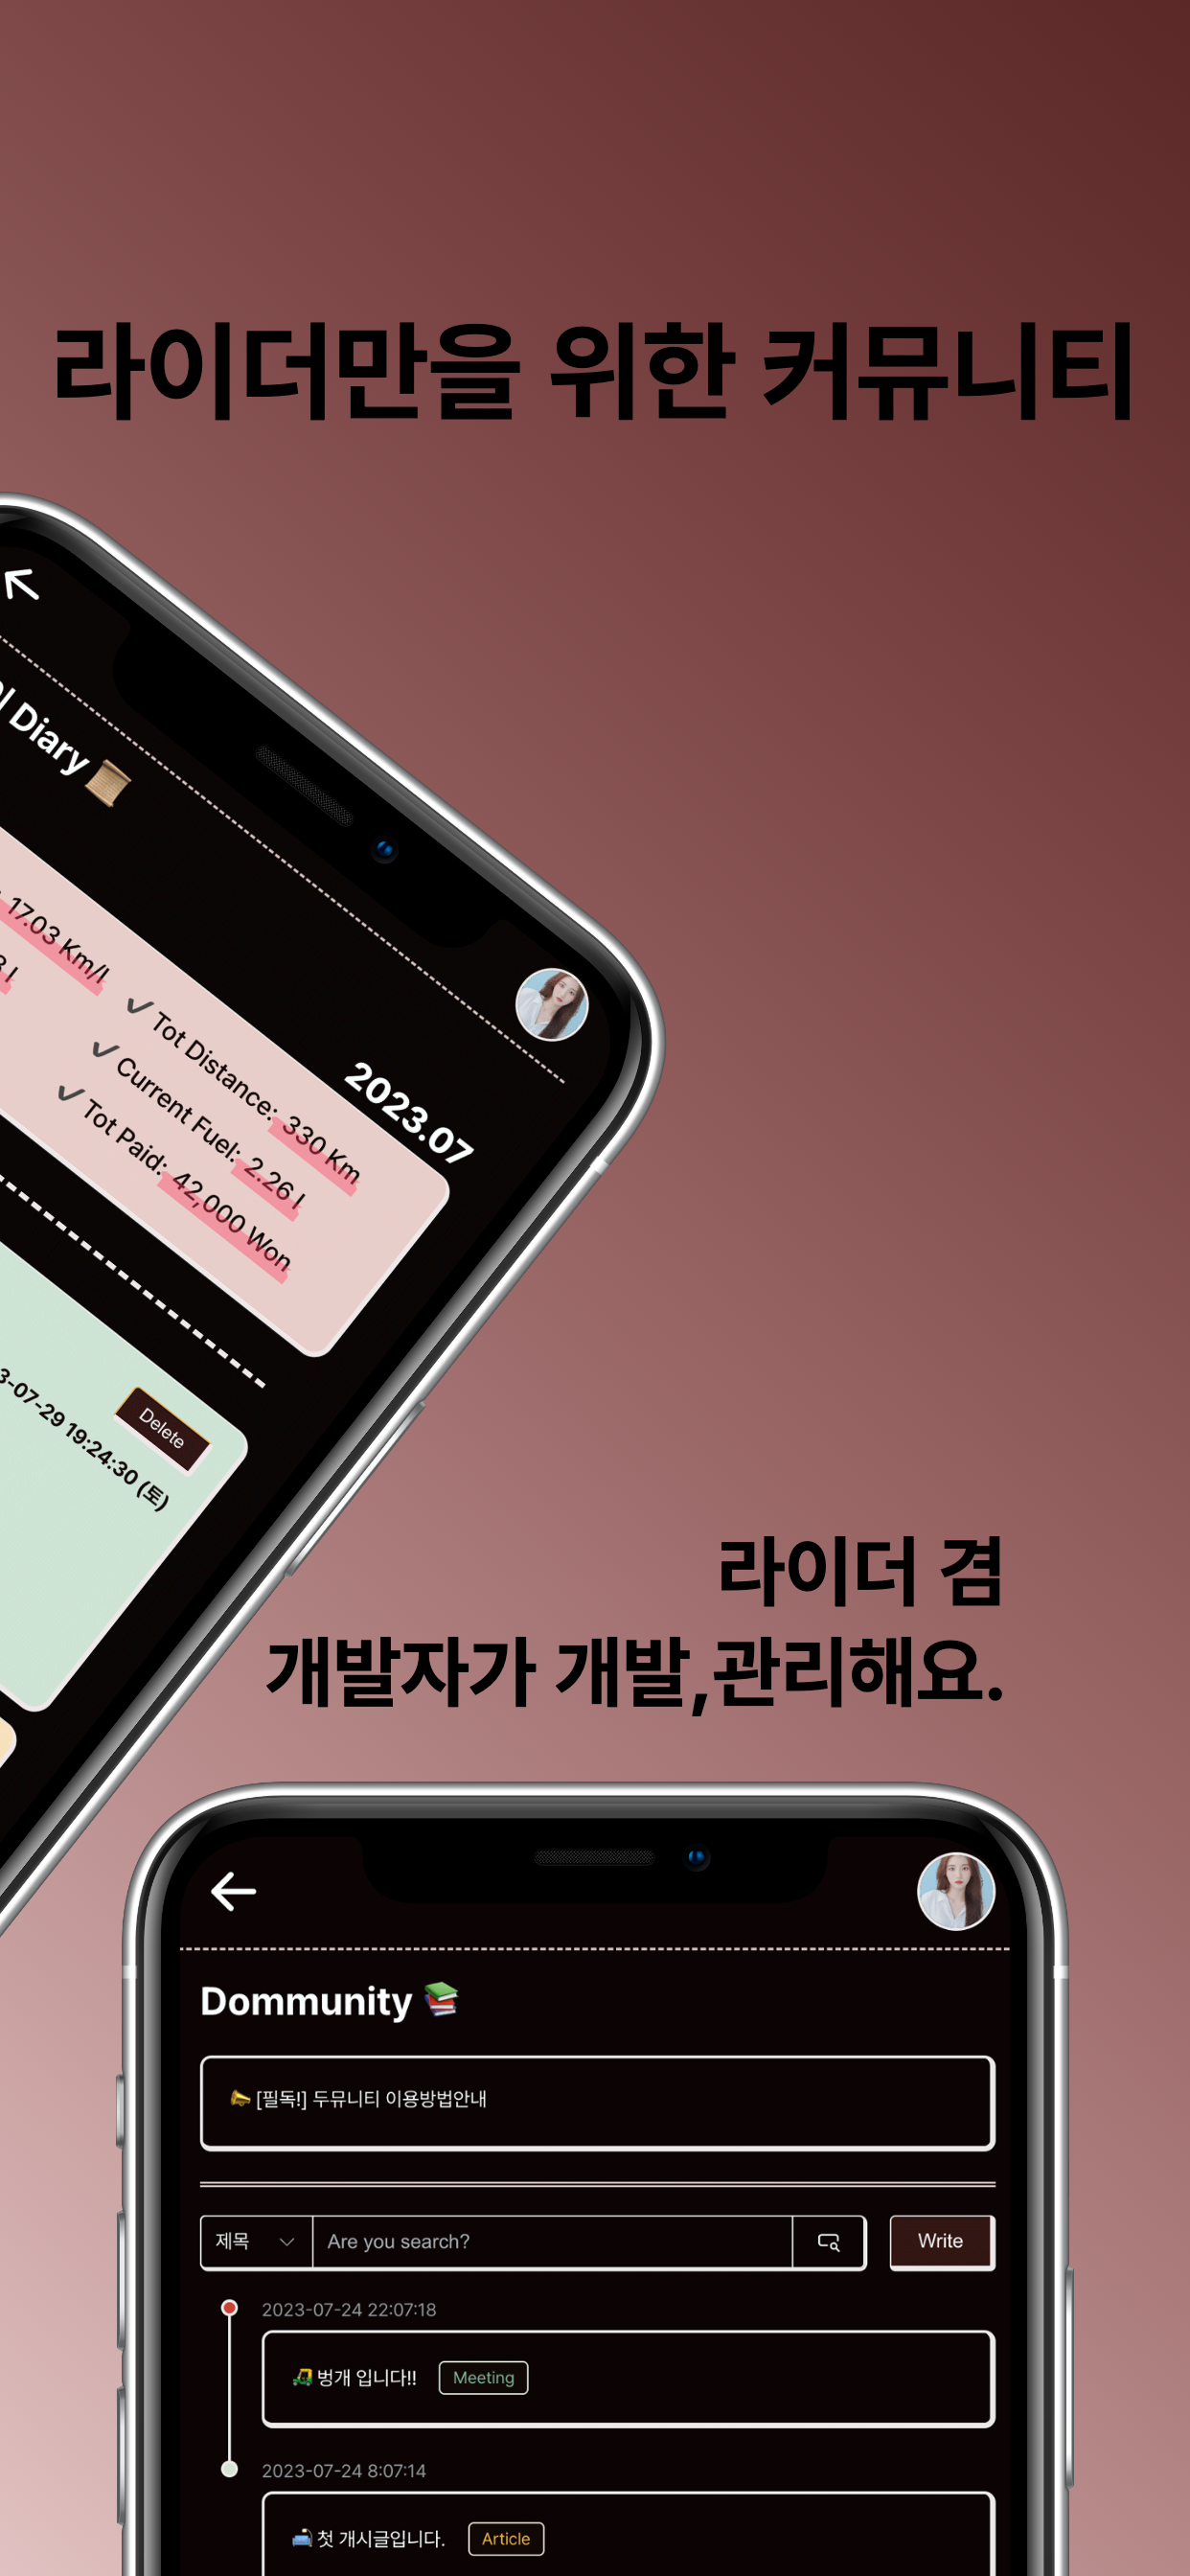 라이더만을 위한 커뮤니티
Diary
2023.07
17.03 Km/l
Tot Distance: 330 Km
Current Fuel: 2.26 l
Tot Paid: 42,000 Won
Delete
3-07-29 19:24:30 (토)
라이더 겸
개발자가 개발,관리해요.
Dommunity
[필독!] 두뮤니티 이용방법안내
제목 Are you search? Write
2023-07-24 22:07:18
벙개 입니다!! Meeting
2023-07-24 8:07:14
첫 개시글입니다. Article